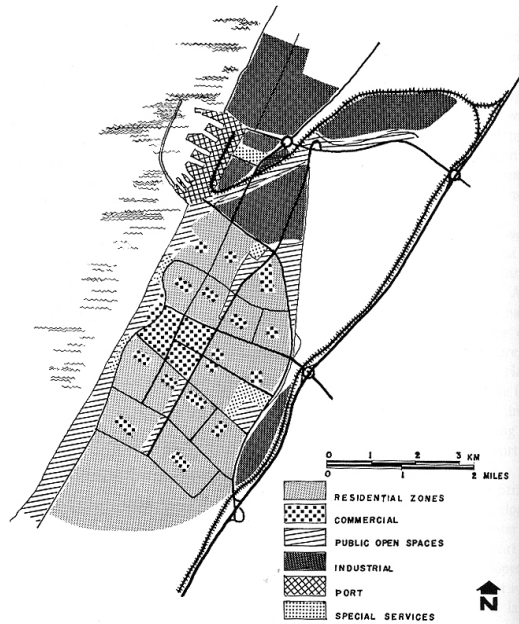 0 1 2 3 KM
0 1 2 MILES
RESIDENTIAL ZONES
COMMERCIAL
PUBLIC OPEN SPACES
INDUSTRIAL
PORT
SPECIAL SERVICES
N